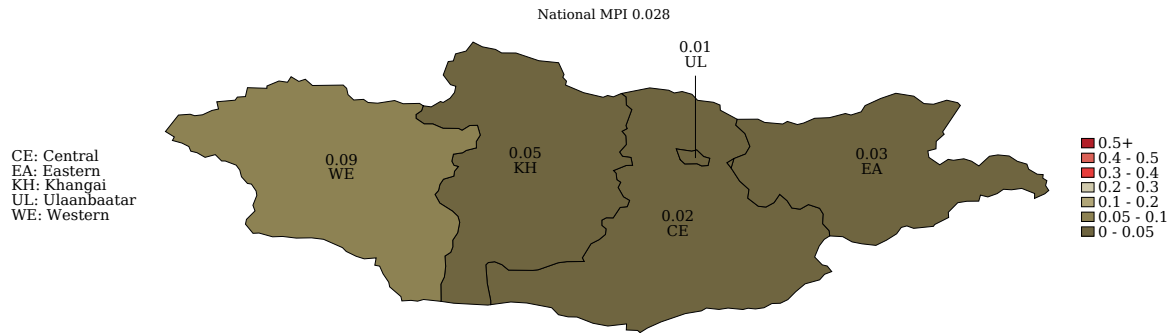 National MPI 0.028
0.01
UL
0.09
WE
0.05
KH
0.03
EA
0.02
CE
CE: Central
EA: Eastern
KH: Khangai
UL: Ulaanbaatar
WE: Western
0.5+
0.4 - 0.5
0.3 - 0.4
0.2 - 0.3
0.1 - 0.2
0.05 - 0.1
0 - 0.05